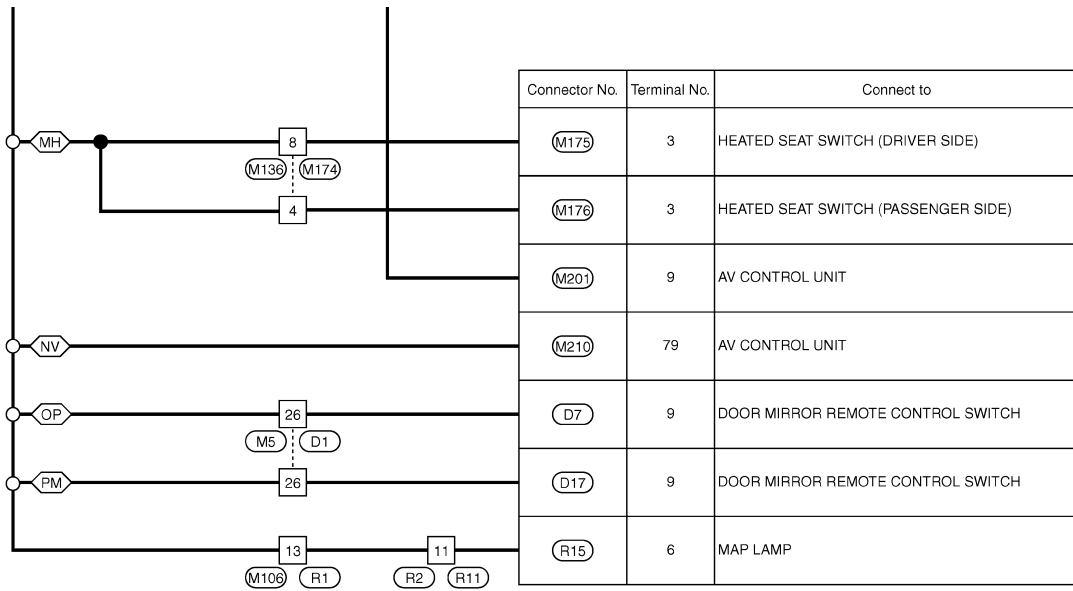 Connector No. Terminal No. Connect to
MH 8 M175 3 HEATED SEAT SWITCH (DRIVER SIDE)
M136 M174
4 M176 3 HEATED SEAT SWITCH (PASSENGER SIDE)
M201 9 AV CONTROL UNIT
NV M210 79 AV CONTROL UNIT
OP 26 D7 9 DOOR MIRROR REMOTE CONTROL SWITCH
M5 D1
PM 26 D17 9 DOOR MIRROR REMOTE CONTROL SWITCH
13 11 R15 6 MAP LAMP
M106 R1 R2 R11